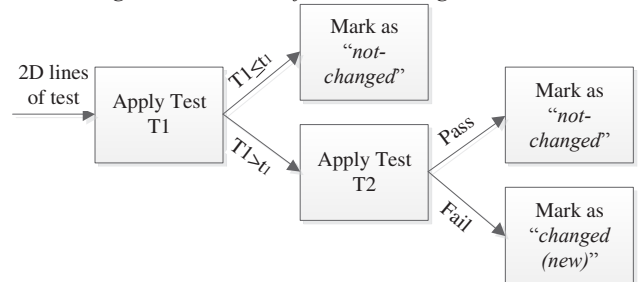 Mark as
“not-
changed”
2D lines
of test
Apply Test
T1
T1≤t1
T1>t1
Apply Test
T2
Pass
Fail
Mark as
“not-
changed”
Mark as
“changed
(new)”